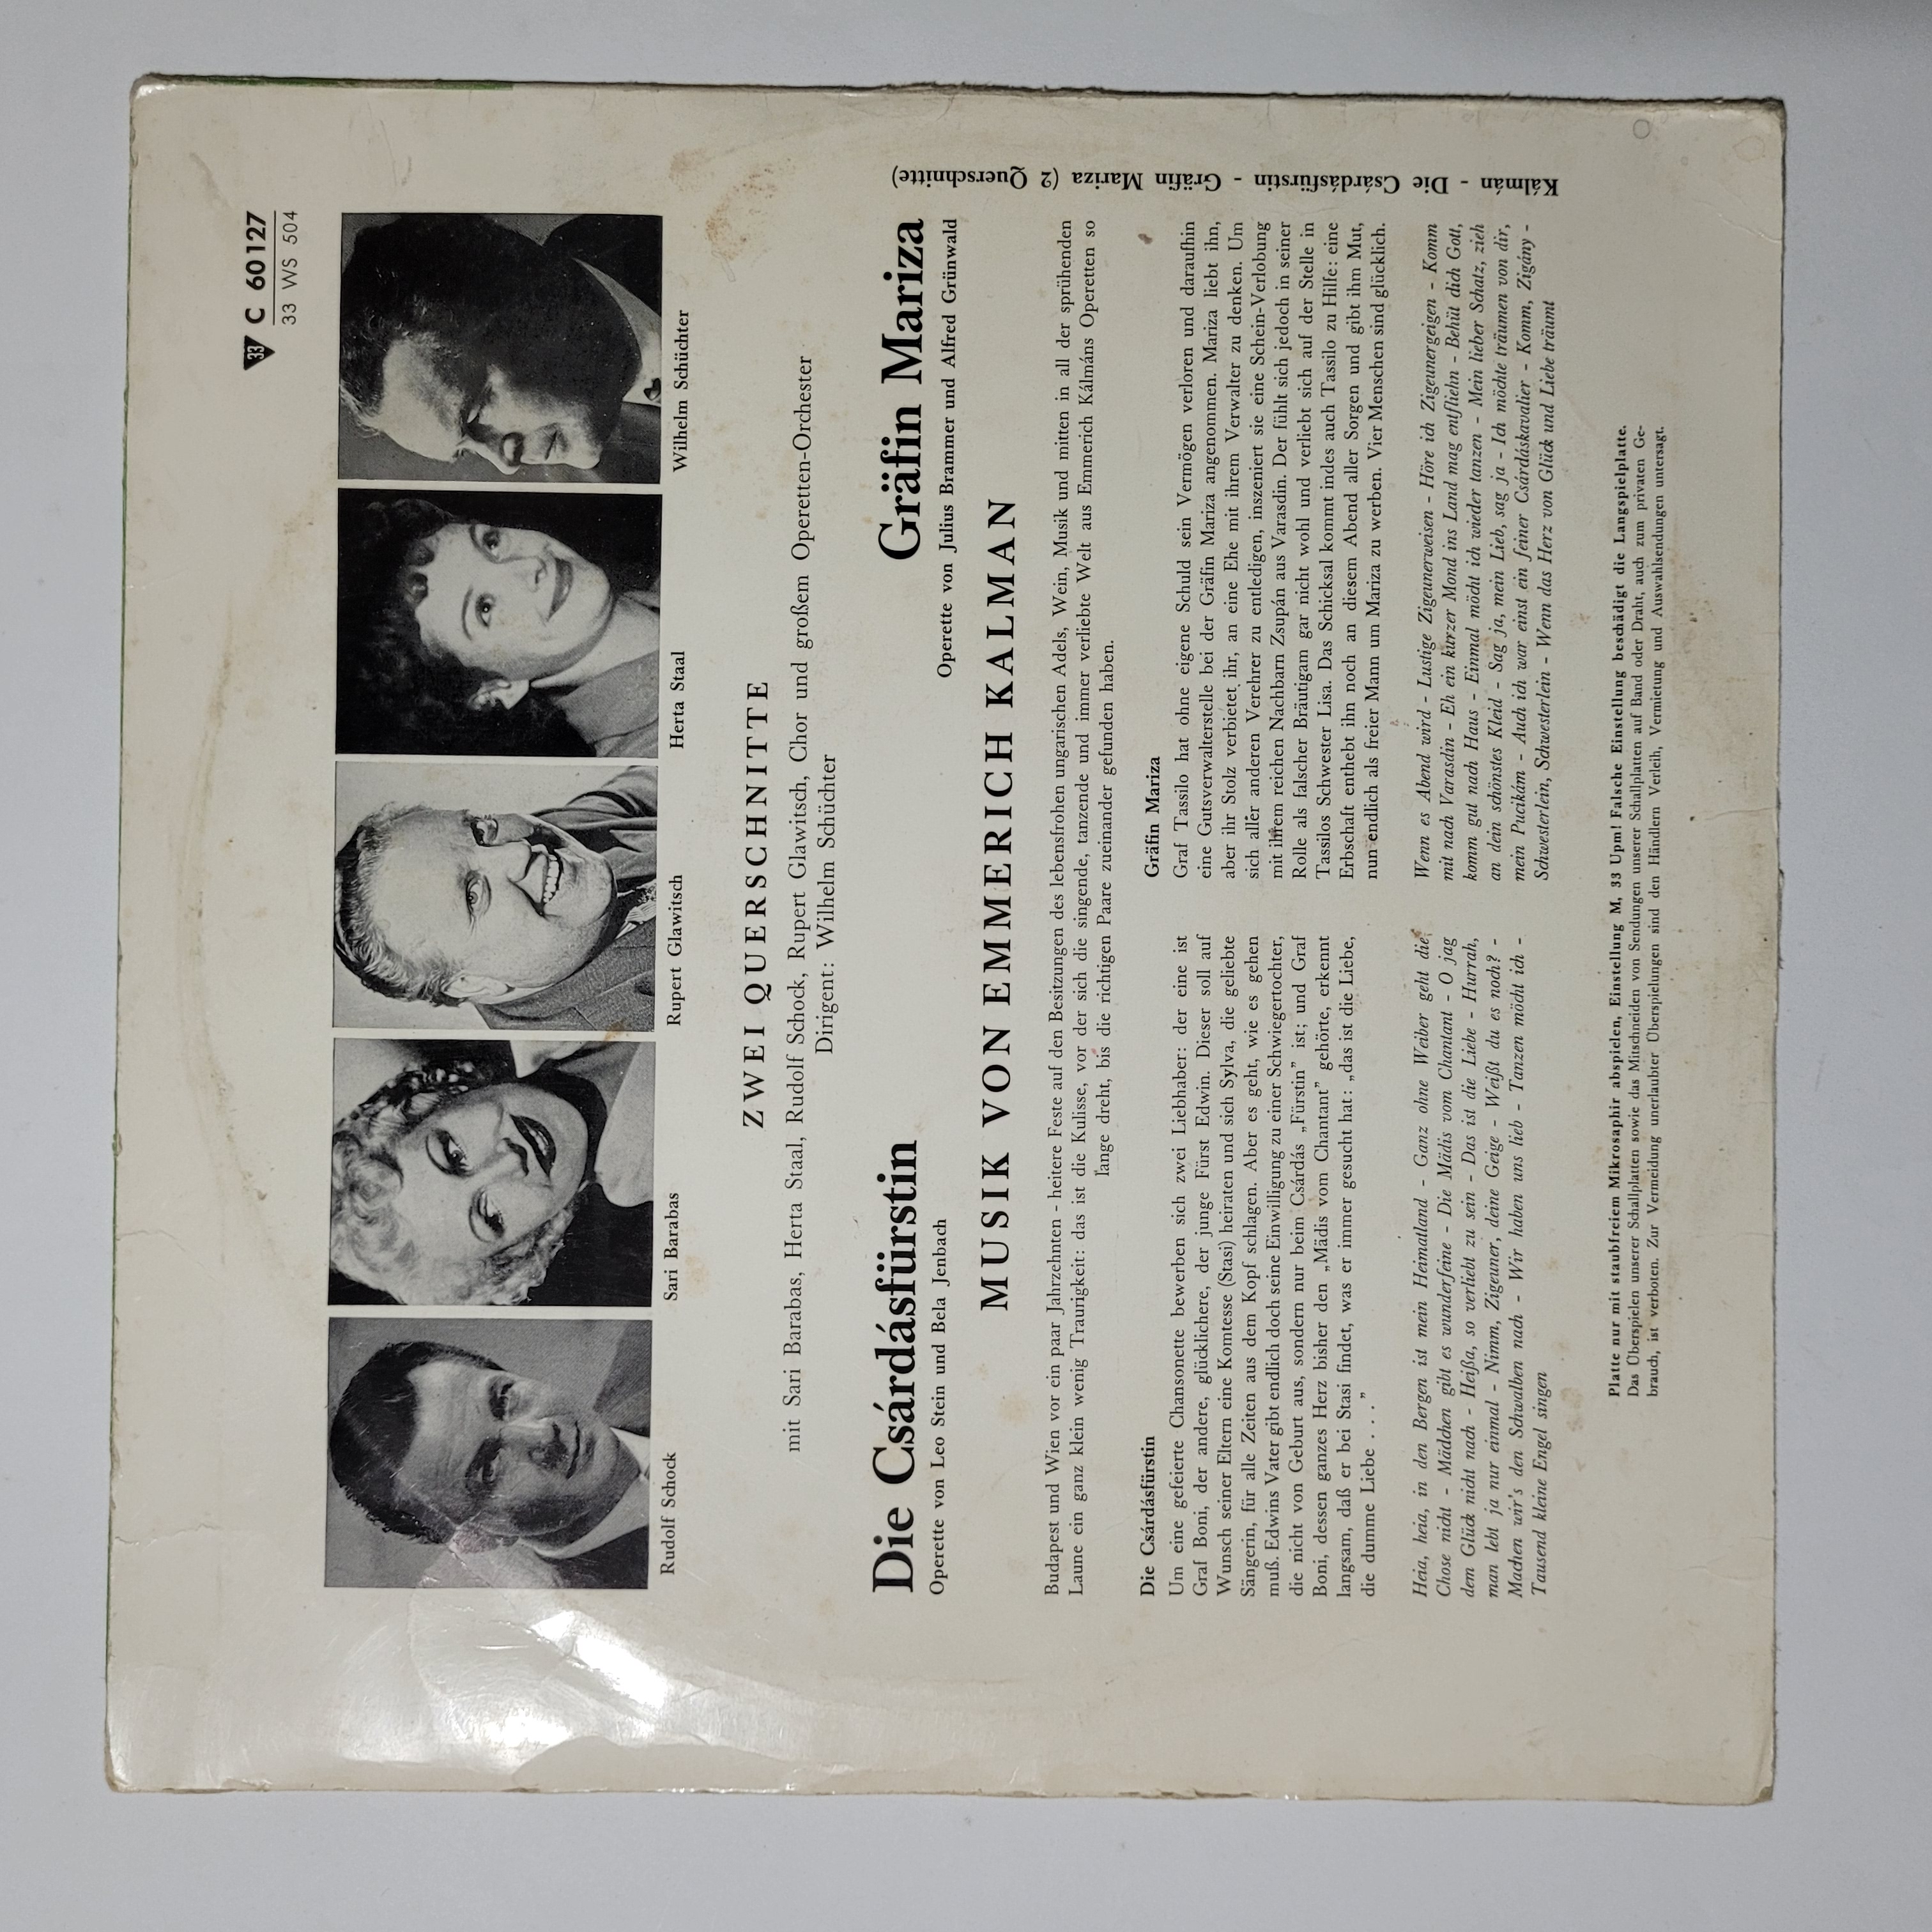 33 C 60127
33 WS 504
Rudolf Schock
Sari Barabas
Rupert Glawitsch
Herta Staal
Wilhelm Schüchter
ZWEI QUERSCHNITTE
mit Sari Barabas, Herta Staal, Rudolf Schock, Rupert Glawitsch, Chor und großem Operetten-Orchester
Dirigent: Wilhelm Schüchter
Die Csárdásfürstin
Operette von Leo Stein und Bela Jenbach
Gräfin Mariza
Operette von Julius Brammer und Alfred Grünwald
MUSIK VON EMMERICH KALMAN
Budapest und Wien vor ein paar Jahrzehnten - heitere Feste auf den Besitzungen des lebensfrohen ungarischen Adels, Wein, Musik und mitten in all der sprühenden
Laune ein ganz klein wenig Traurigkeit: das ist die Kulisse, vor der sich die singende, tanzende und immer verliebte Welt aus Emmerich Kálmáns Operetten so
lange dreht, bis die richtigen Paare zueinander gefunden haben.
Die Csárdásfürstin
Um eine gefeierte Chansonette bewerben sich zwei Liebhaber: der eine ist
Graf Boni, der andere, glücklichere, der junge Fürst Edwin. Dieser soll auf
Wunsch seiner Eltern eine Komtesse (Stasi) heiraten und sich Sylva, die geliebte
Sängerin, für alle Zeiten aus dem Kopf schlagen. Aber es geht, wie es gehen
muß. Edwins Vater gibt endlich doch seine Einwilligung zu einer Schwiegertochter,
die nicht von Geburt aus, sondern nur beim Csárdás „Fürstin” ist; und Graf
Boni, dessen ganzes Herz bisher den „Mädis vom Chantant” gehörte, erkennt
langsam, daß er bei Stasi findet, was er immer gesucht hat: „das ist die Liebe,
die dumme Liebe . . .”
Heia, heia, in den Bergen ist mein Heimatland - Ganz ohne Weiber geht die
Chose nicht - Mädchen gibt es wunderfeine - Die Mädis vom Chantant - O jag
dem Glück nicht nach - Heißa, so verliebt zu sein - Das ist die Liebe - Hurrah,
man lebt ja nur einmal - Nimm, Zigeuner, deine Geige - Weißt du es noch? -
Machen wir's den Schwalben nach - Wir haben uns lieb - Tanzen möcht ich -
Tausend kleine Engel singen
Gräfin Mariza
Graf Tassilo hat ohne eigene Schuld sein Vermögen verloren und daraufhin
eine Gutsverwalterstelle bei der Gräfin Mariza angenommen. Mariza liebt ihn,
aber ihr Stolz verbietet ihr, an eine Ehe mit ihrem Verwalter zu denken. Um
sich aller anderen Verehrer zu entledigen, inszeniert sie eine Schein-Verlobung
mit ihrem reichen Nachbarn Zsupán aus Varasdin. Der fühlt sich jedoch in seiner
Rolle als falscher Bräutigam gar nicht wohl und verliebt sich auf der Stelle in
Tassilos Schwester Lisa. Das Schicksal kommt indes auch Tassilo zu Hilfe: eine
Erbschaft enthebt ihn noch an diesem Abend aller Sorgen und gibt ihm Mut,
nun endlich als freier Mann um Mariza zu werben. Vier Menschen sind glücklich.
Wenn es Abend wird - Lustige Zigeunerweisen - Höre ich Zigeunergeigen - Komm
mit nach Varasdin - Eh ein kurzer Mond ins Land mag entfliehn - Behüt dich Gott,
komm gut nach Haus - Einmal möcht ich wieder tanzen - Mein lieber Schatz, zieh
an dein schönstes Kleid - Sag ja, mein Lieb, sag ja - Ich möchte träumen von dir,
mein Pucikám - Auch ich war einst ein feiner Csárdáskavalier - Komm, Zigány -
Schwesterlein, Schwesterlein - Wenn das Herz von Glück und Liebe träumt
Platte nur mit staubfreiem Mikrosaphir abspielen, Einstellung M, 33 Upm! Falsche Einstellung beschädigt die Langspielplatte.
Das Überspielen unserer Schallplatten sowie das Mitschneiden von Sendungen unserer Schallplatten auf Band oder Draht, auch zum privaten Ge-
brauch, ist verboten. Zur Vermeidung unerlaubter Überspielungen sind den Händlern Verleih, Vermietung und Auswahlsendungen untersagt.
Kálmán - Die Csárdásfürstin - Gräfin Mariza (2 Querschnitte)